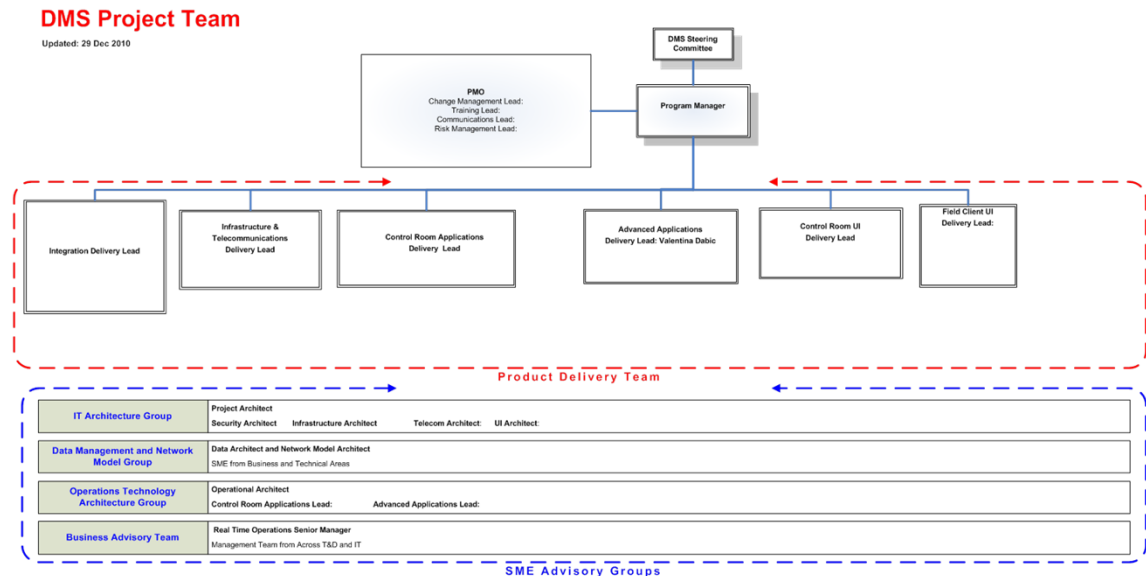 DMS Project Team
Updated: 29 Dec 2010
DMS Steering
Committee
PMO
Change Management Lead:
Training Lead:
Communications Lead:
Risk Management Lead:
Program Manager
Integration Delivery Lead
Infrastructure &
Telecommunications
Delivery Lead
Control Room Applications
Delivery Lead
Advanced Applications
Delivery Lead: Valentina Dabic
Control Room UI
Delivery Lead
Field Client UI
Delivery Lead:
Product Delivery Team
IT Architecture Group
Project Architect
Security Architect Infrastructure Architect Telecom Architect: UI Architect:
Data Management and Network
Model Group
Data Architect and Network Model Architect
SME from Business and Technical Areas
Operations Technology
Architecture Group
Operational Architect
Control Room Applications Lead: Advanced Applications Lead:
Business Advisory Team
Real Time Operations Senior Manager
Management Team from Across T&D and IT
SME Advisory Groups